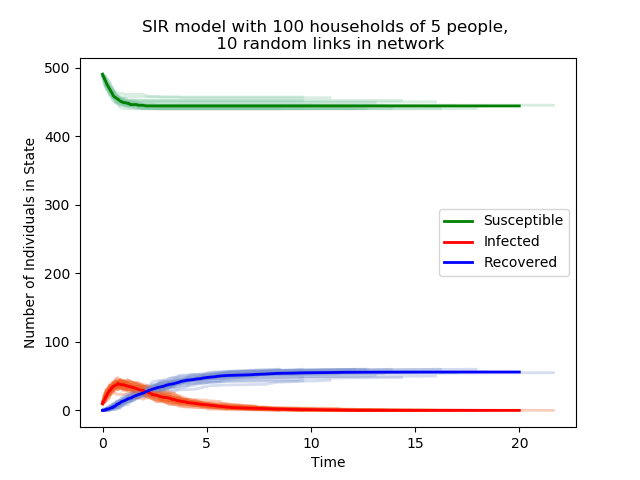 SIR model with 100 households of 5 people,
10 random links in network
Number of Individuals in State
500
400
300
200
100
0
Susceptible
Infected
Recovered
0
5
10
15
20
Time